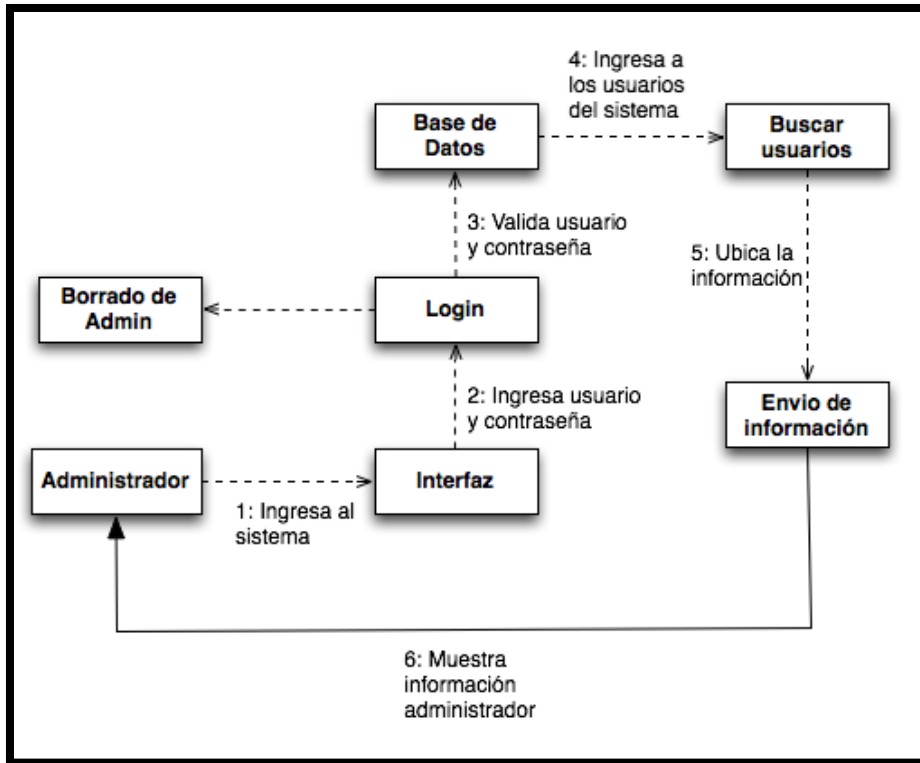 4: Ingresa a
los usuarios
del sistema
Base de
Datos
Buscar
usuarios
3: Valida usuario
y contraseña
5: Ubica la
información
Borrado de
Admin
Login
2: Ingresa usuario
y contraseña
Envio de
información
Administrador
Interfaz
1: Ingresa al
sistema
6: Muestra
información
administrador